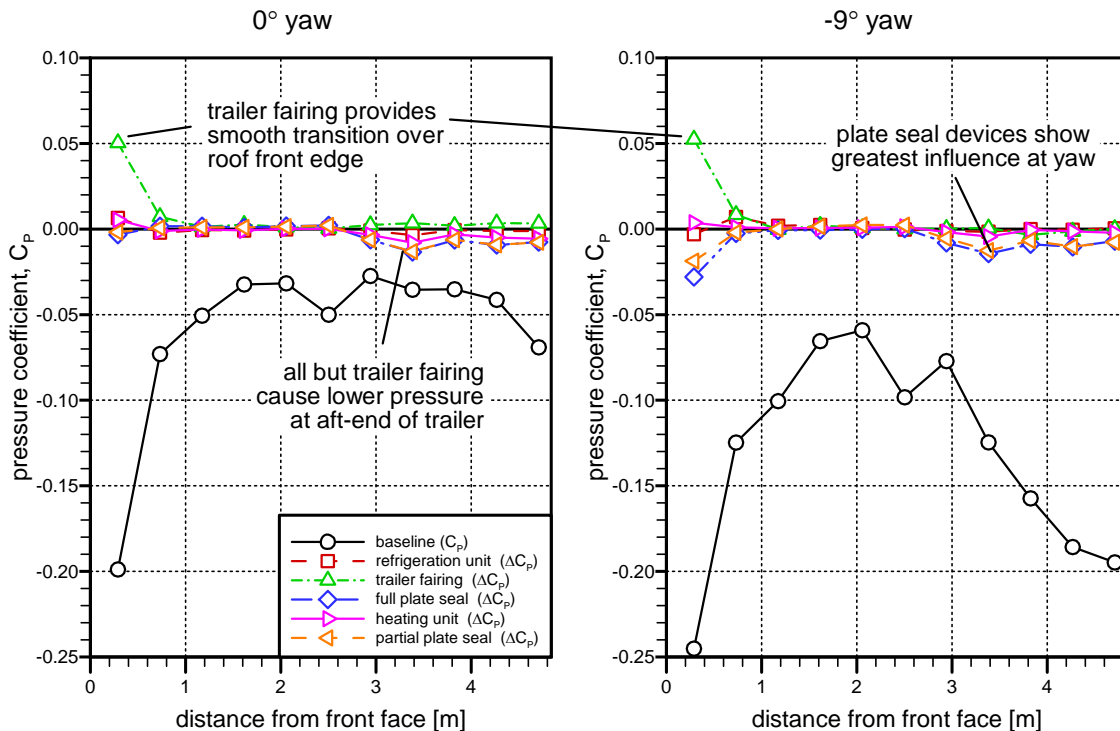 0° yaw
-9° yaw
trailer fairing provides
smooth transition over
roof front edge
plate seal devices show
greatest influence at yaw
all but trailer fairing
cause lower pressure
at aft-end of trailer
pressure coefficient, CP
0.10
0.05
0.00
-0.05
-0.10
-0.15
-0.20
-0.25
0 1 2 3 4
distance from front face [m]
baseline (CP)
refrigeration unit (ΔCP)
trailer fairing (ΔCP)
full plate seal (ΔCP)
heating unit (ΔCP)
partial plate seal (ΔCP)
pressure coefficient, CP
0.10
0.05
0.00
-0.05
-0.10
-0.15
-0.20
-0.25
0 1 2 3 4
distance from front face [m]